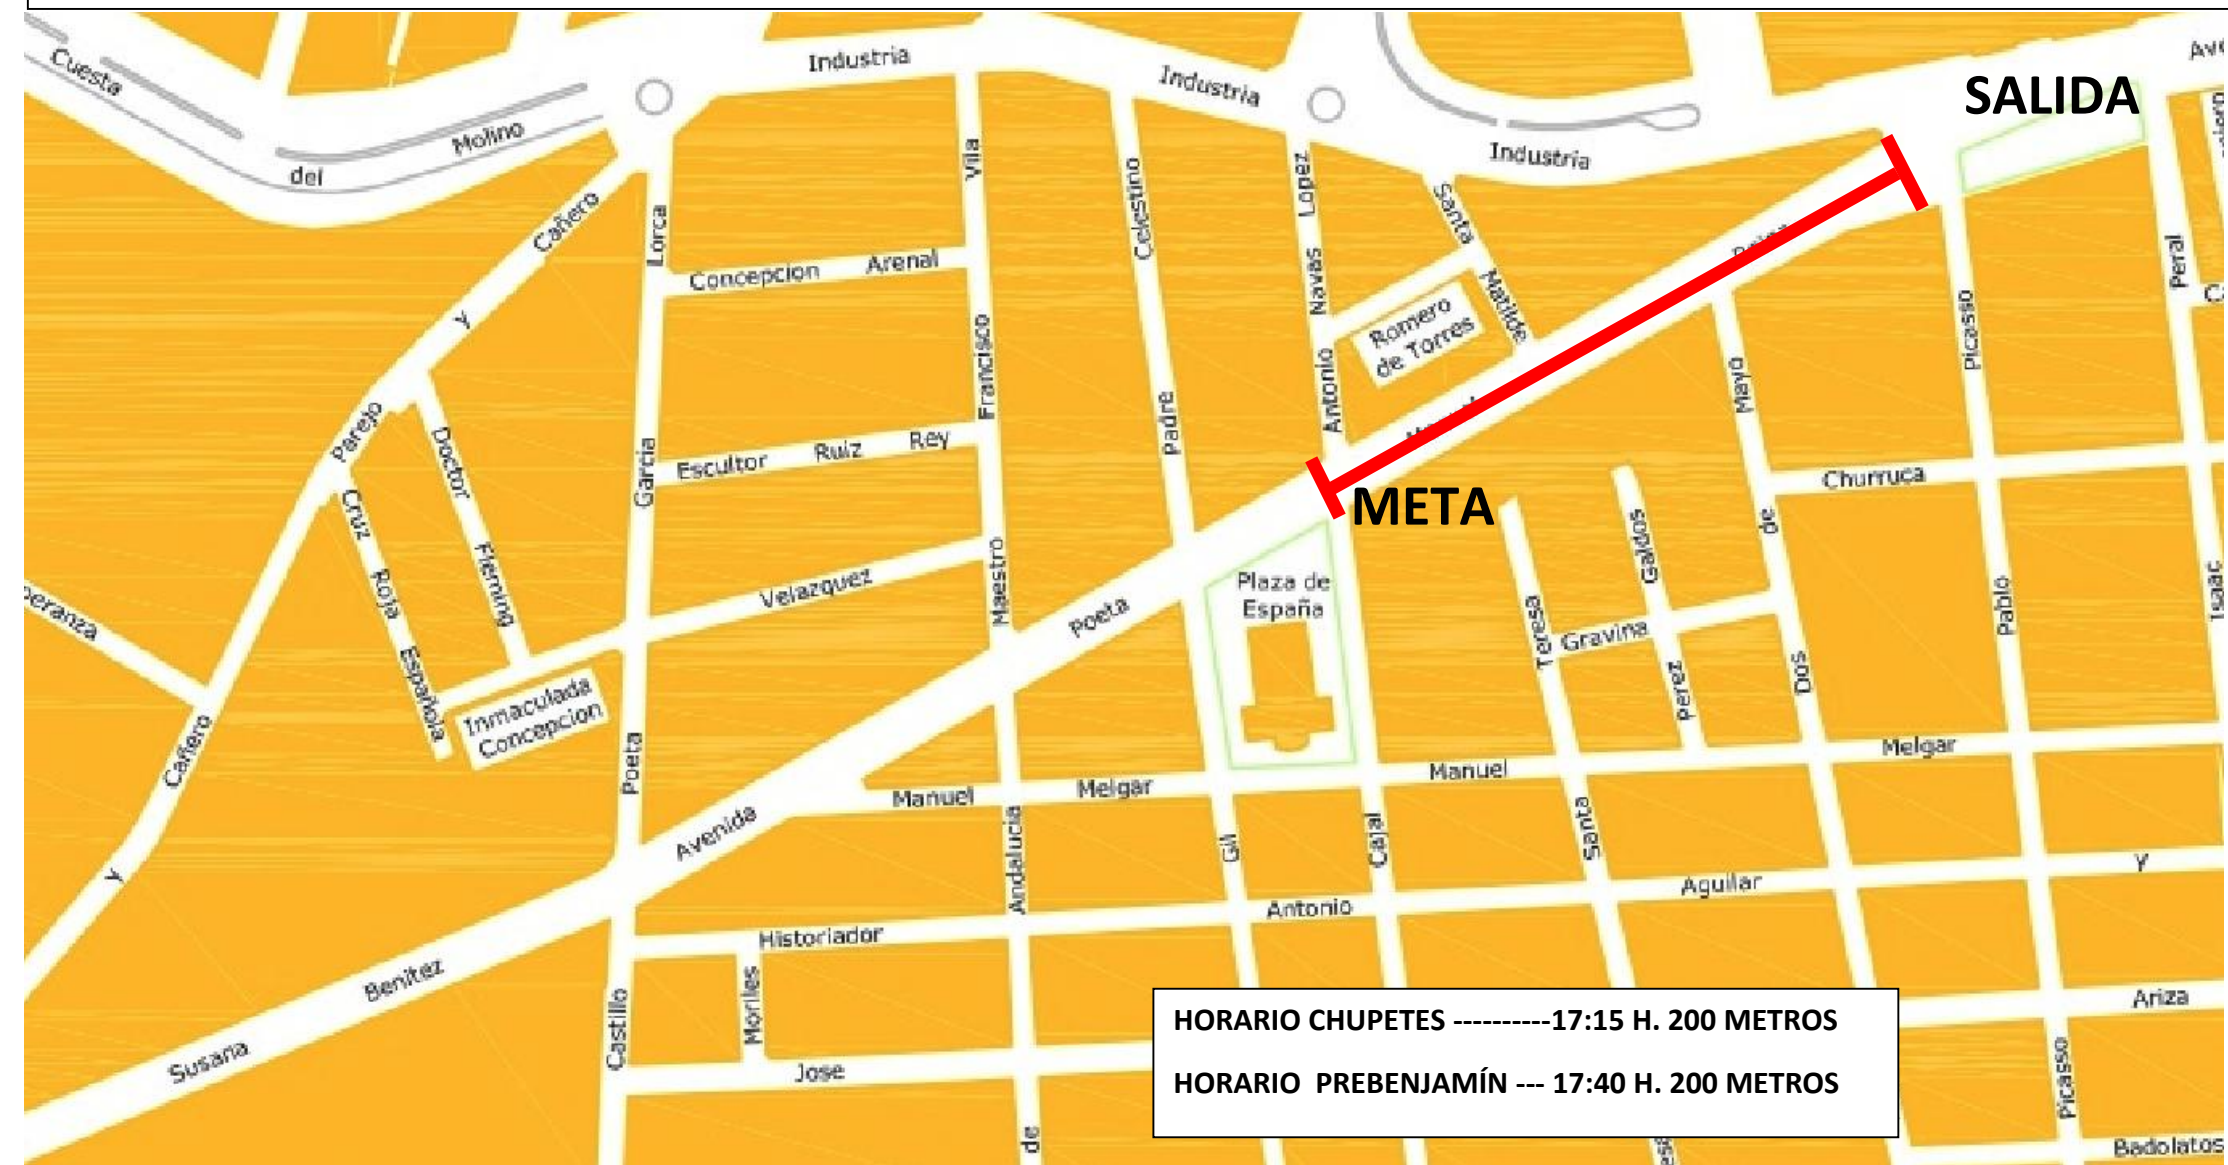 Industria
Industria
Industria
SALIDA
Cuesta
del
Molino
Cañero
Y
Parejo
Cañero
Y
Lorca
Garcia
Poeta
Castillo
Concepcion Arenal
Vila
Francisco
Maestro
Celestino
Padre
Lopez
Navas
Antonio
Santa
Matilde
Romero
de Torres
Picasso
Pablo
Picasso
Peral
Isaac
Mayo
de
Dos
Doctor
Fleming
Cruz
Roja
Española
Escultor Ruiz Rey
Velazquez
Inmaculada
Concepcion
META
Churruca
Plaza de
España
Poeta
Avenida
Teresa
Santa
Galdos
Perez
Gravina
Manuel Melgar Manuel Melgar
Andalucia
de
Gil
Cajal
Historiador Antonio Aguilar Y
Moriles
Susana Benitez
Jose
Ariza
Badolatos
HORARIO CHUPETES ----------17:15 H. 200 METROS
HORARIO PREBENJAMÍN --- 17:40 H. 200 METROS